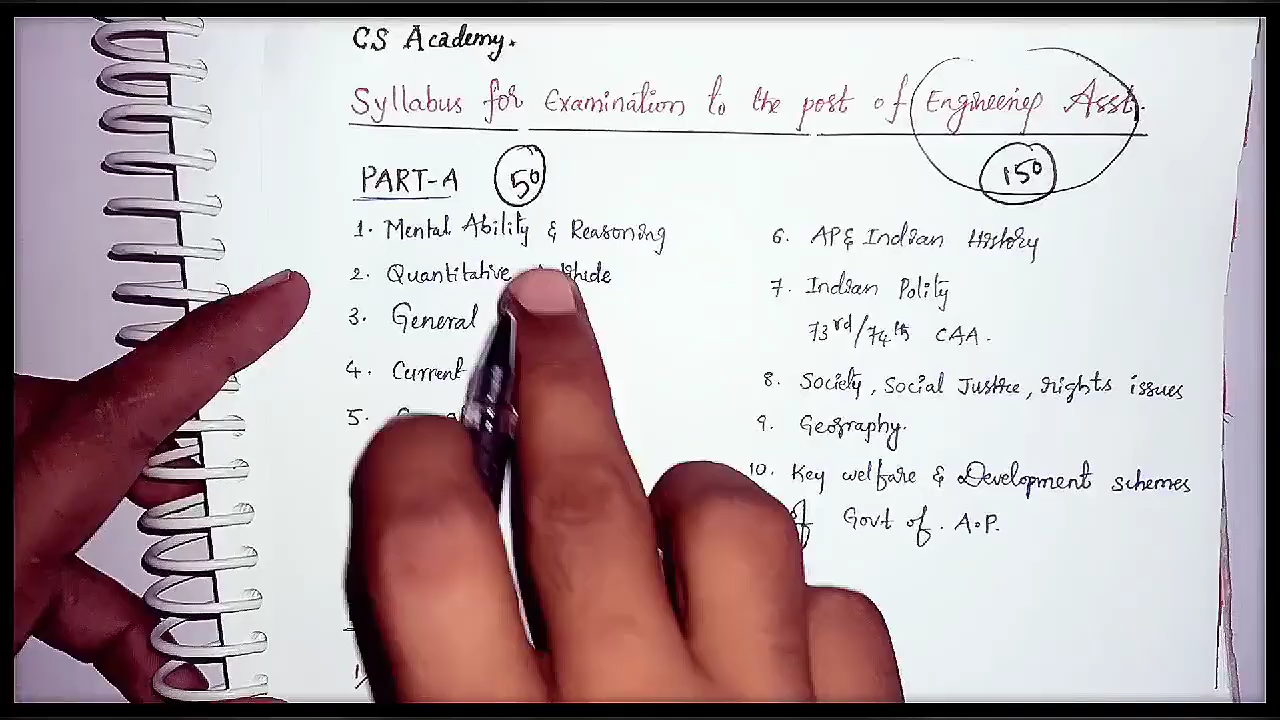 CS Academy.
Syllabus for Examination to the post of Engineering Asst.
150
PART-A 50
1. Mental Ability & Reasoning
2. Quantitative
3. General
4. Current
5.
6. AP & Indian History
7. Indian Polity
73rd/74th CAA.
8. Society, Social Justice, rights issues
9. Geography.
10. Key welfare & Development schemes
of Govt of. A.P.